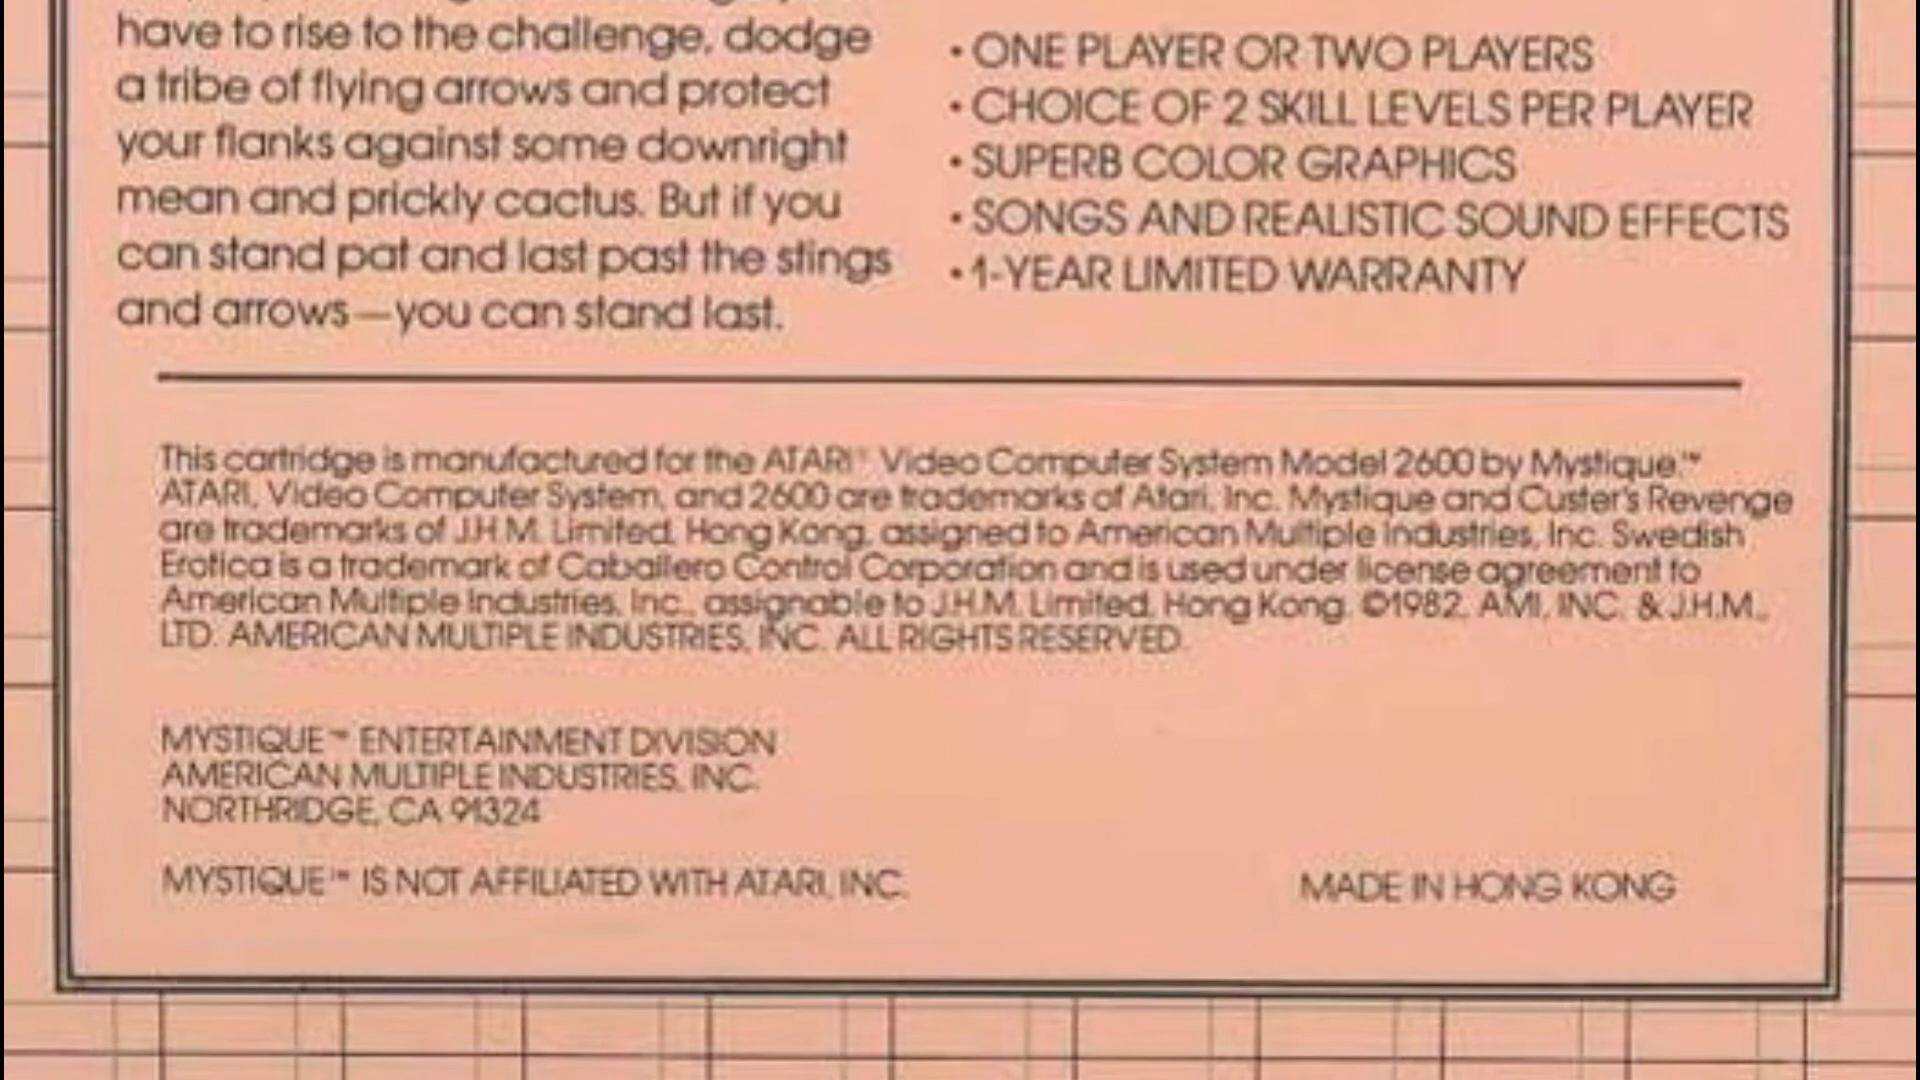 have to rise to the challenge, dodge
a tribe of flying arrows and protect
your flanks against some downright
mean and prickly cactus. But if you
can stand pat and last past the stings
and arrows—you can stand last.
• ONE PLAYER OR TWO PLAYERS
• CHOICE OF 2 SKILL LEVELS PER PLAYER
• SUPERB COLOR GRAPHICS
• SONGS AND REALISTIC SOUND EFFECTS
• 1-YEAR LIMITED WARRANTY
This cartridge is manufactured for the ATARI® Video Computer System Model 2600 by Mystique.™
ATARI, Video Computer System, and 2600 are trademarks of Atari, Inc. Mystique and Custer's Revenge
are trademarks of J.H.M. Limited, Hong Kong, assigned to American Multiple Industries, Inc. Swedish
Erotica is a trademark of Caballero Control Corporation and is used under license agreement to
American Multiple Industries, Inc., assignable to J.H.M. Limited, Hong Kong. ©1982, AMI, INC. & J.H.M.,
LTD. AMERICAN MULTIPLE INDUSTRIES, INC. ALL RIGHTS RESERVED.
MYSTIQUE™ ENTERTAINMENT DIVISION
AMERICAN MULTIPLE INDUSTRIES, INC.
NORTHRIDGE, CA 91324
MYSTIQUE™ IS NOT AFFILIATED WITH ATARI, INC.
MADE IN HONG KONG